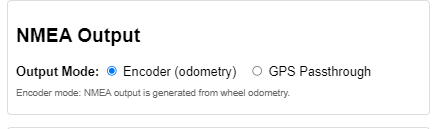 NMEA Output
Output Mode: Encoder (odometry) GPS Passthrough
Encoder mode: NMEA output is generated from wheel odometry.